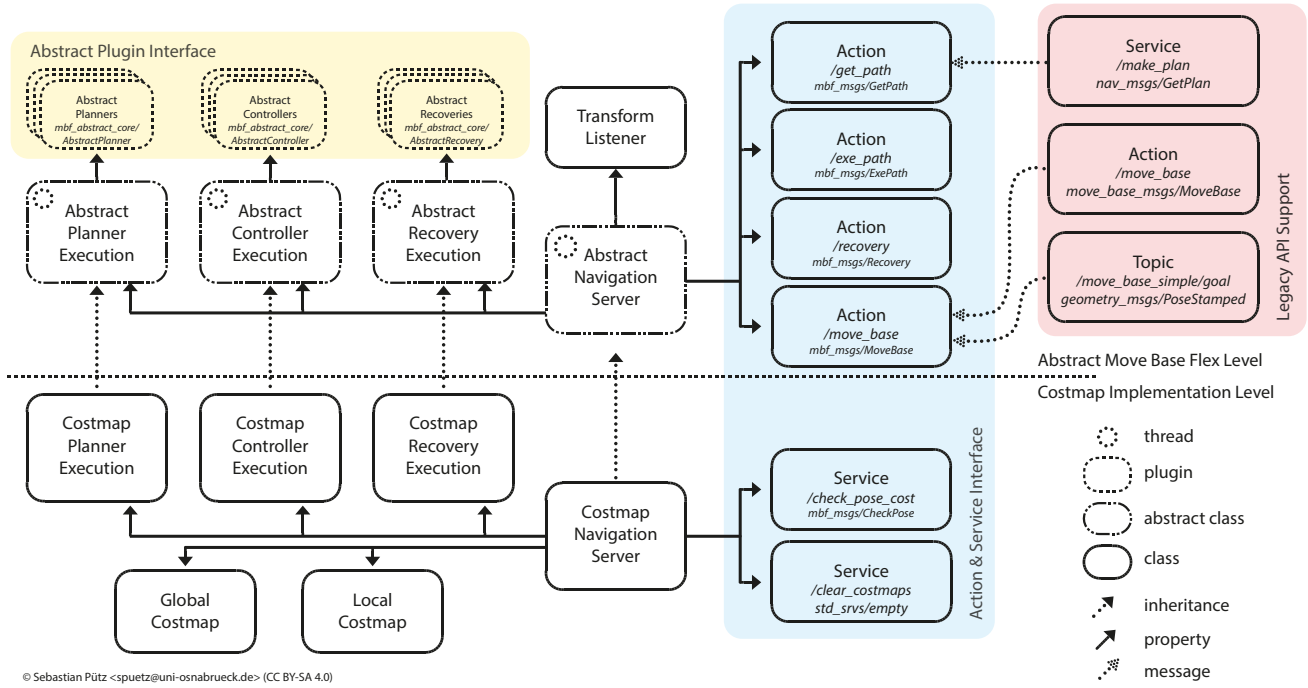 Abstract Plugin Interface
Abstract
Planners
mbf_abstract_core/
AbstractPlanner
Abstract
Controllers
mbf_abstract_core/
AbstractController
Abstract
Recoveries
mbf_abstract_core/
AbstractRecovery
Abstract
Planner
Execution
Abstract
Controller
Execution
Abstract
Recovery
Execution
Transform
Listener
Abstract
Navigation
Server
Action
/get_path
mbf_msgs/GetPath
Action
/exe_path
mbf_msgs/ExePath
Action
/recovery
mbf_msgs/Recovery
Action
/move_base
mbf_msgs/MoveBase
Service
/make_plan
nav_msgs/GetPlan
Action
/move_base
move_base_msgs/MoveBase
Topic
/move_base_simple/goal
geometry_msgs/PoseStamped
Legacy API Support
Abstract Move Base Flex Level
Costmap Implementation Level
Costmap
Planner
Execution
Costmap
Controller
Execution
Costmap
Recovery
Execution
Costmap
Navigation
Server
Global
Costmap
Local
Costmap
Service
/check_pose_cost
mbf_msgs/CheckPose
Service
/clear_costmaps
std_srvs/empty
Action & Service Interface
thread
plugin
abstract class
class
inheritance
property
message
© Sebastian Pütz <spuetz@uni-osnabrueck.de> (CC BY-SA 4.0)